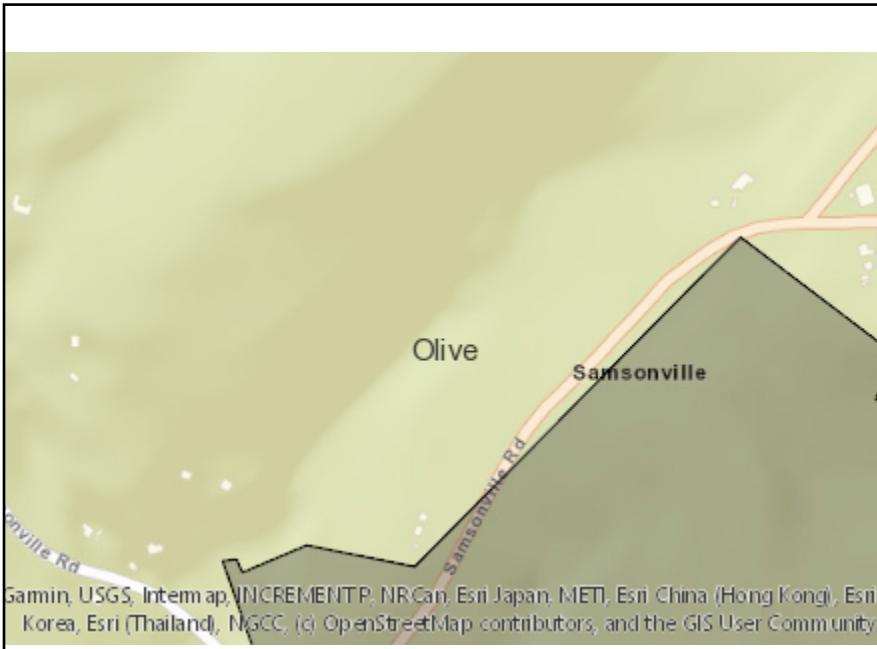 Olive
Samsonville
Samsonville Rd
onville Rd
Garmin, USGS, Intermap, INCREMENT P, NRCan, Esri Japan, METI, Esri China (Hong Kong), Esri
Korea, Esri (Thailand), NGCC, (c) OpenStreetMap contributors, and the GIS User Community